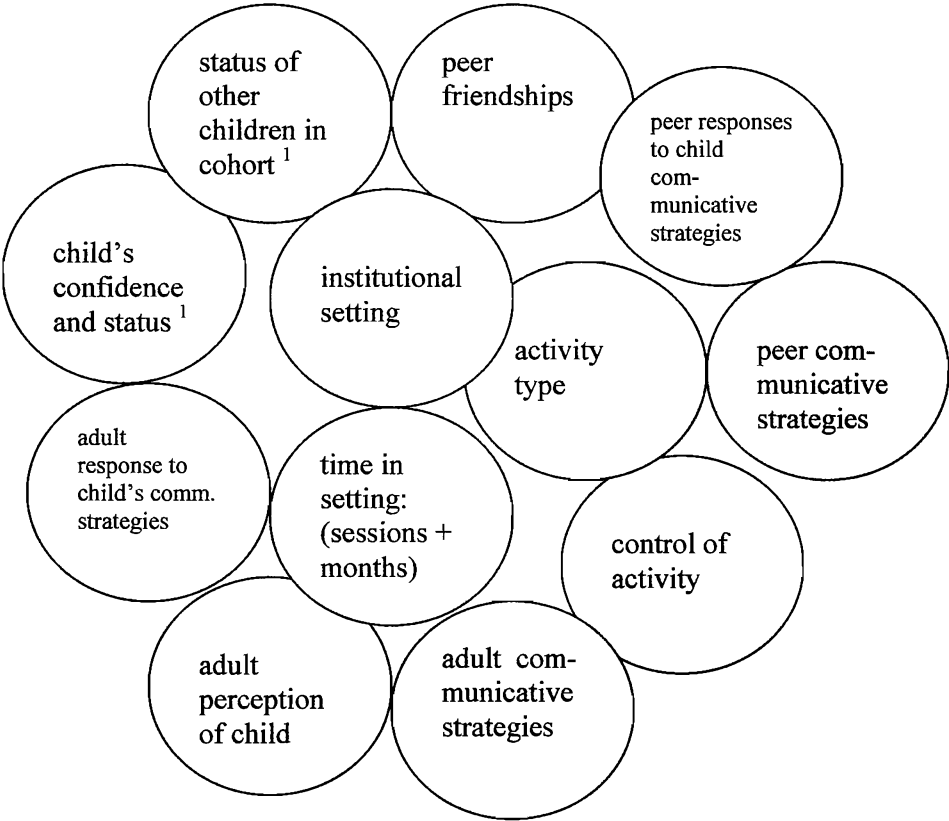 status of
other
children in
cohort 1
peer
friendships
peer responses
to child
com-
municative
strategies
child's
confidence
and status 1
institutional
setting
activity
type
peer com-
municative
strategies
adult
response to
child's comm.
strategies
time in
setting:
(sessions +
months)
control of
activity
adult
perception
of child
adult com-
municative
strategies